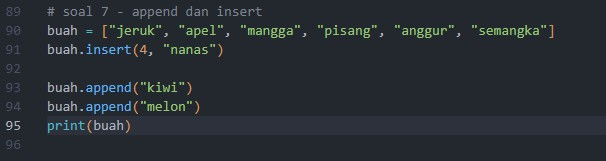 89 # soal 7 - append dan insert
90 buah = ["jeruk", "apel", "mangga", "pisang", "anggur", "semangka"]
91 buah.insert(4, "nanas")
92
93 buah.append("kiwi")
94 buah.append("melon")
95 print(buah)
96